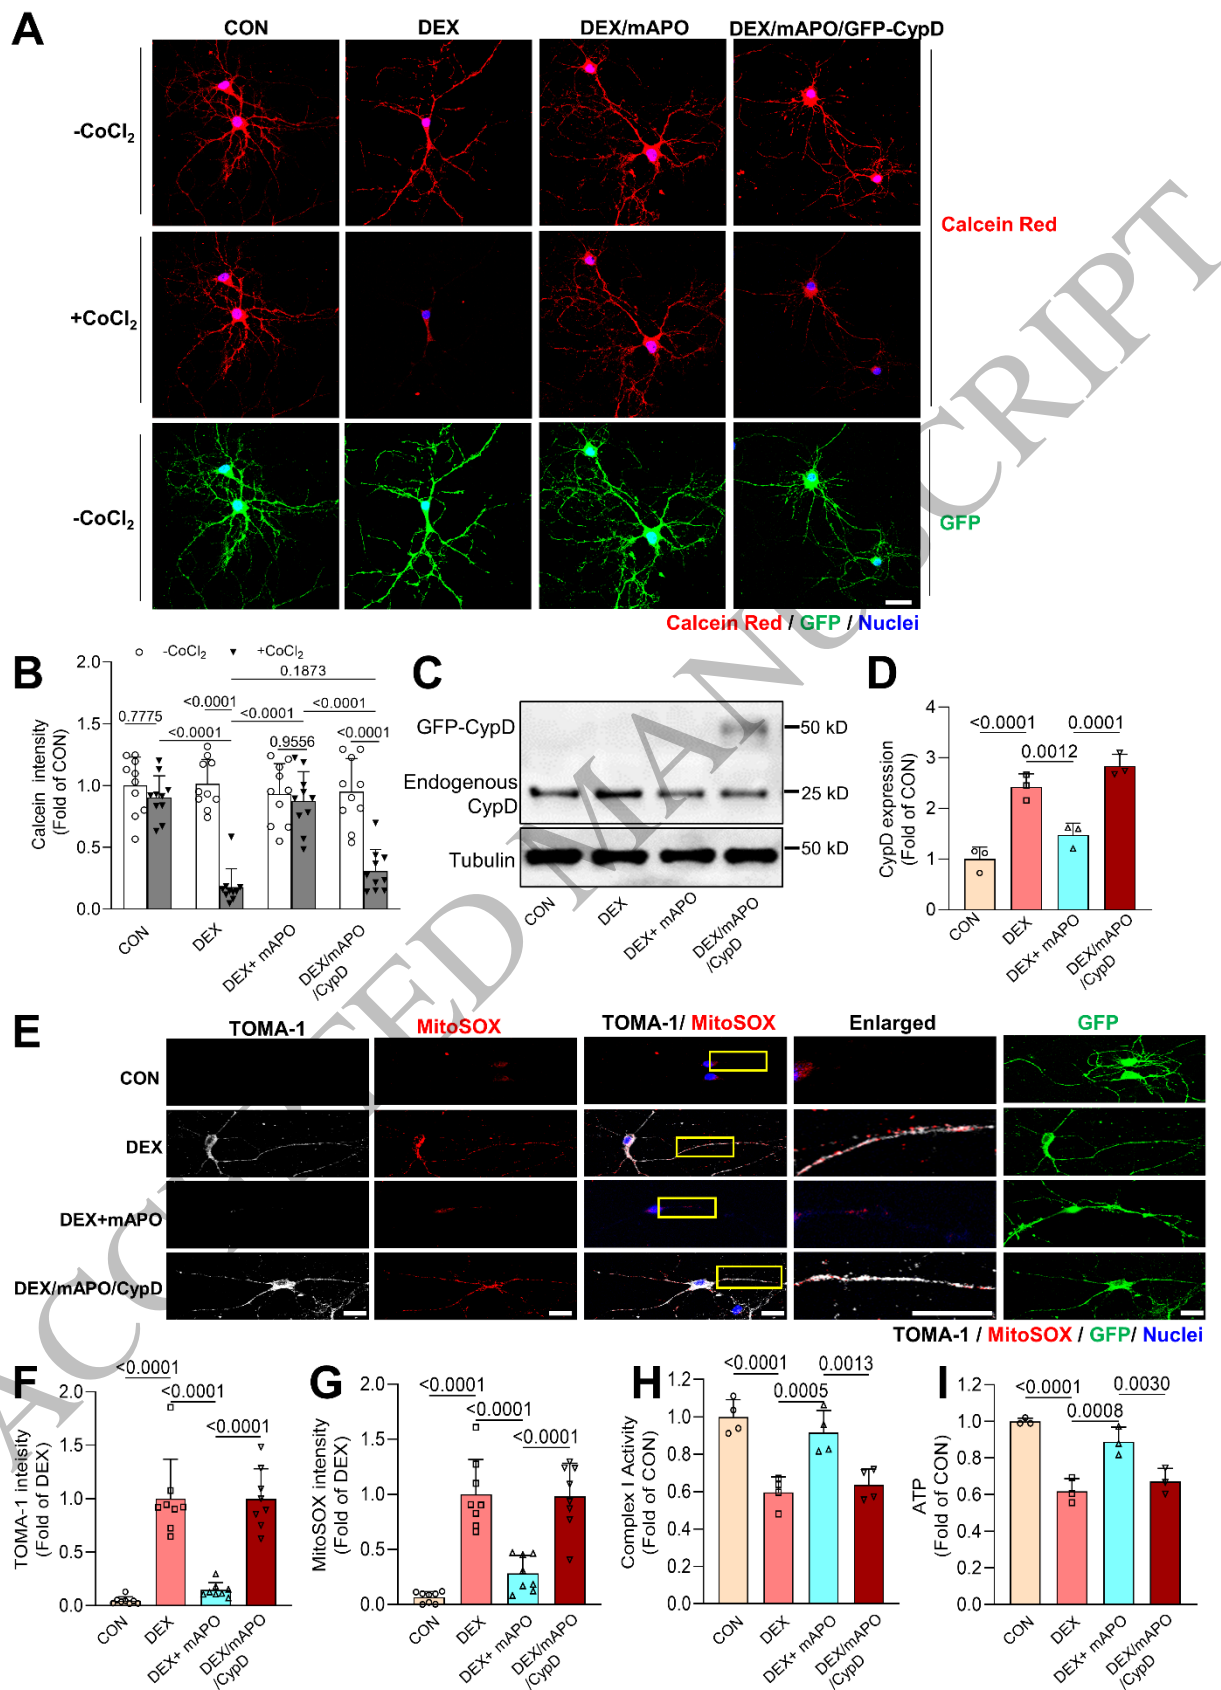 A
CON DEX DEX/mAPO DEX/mAPO/GFP-CypD
-CoCl2
Calcein Red
+CoCl2
-CoCl2
GFP
Calcein Red / GFP / Nuclei
B
-CoCl2 +CoCl2
Calcein intensity
(Fold of CON)
2.0
1.5
1.0
0.5
0.0
0.1873
<0.0001 <0.0001 <0.0001
0.7775 <0.0001 <0.0001
0.9556 <0.0001
CON
DEX
DEX+ mAPO
DEX/mAPO
/CypD
C
GFP-CypD
50 kD
Endogenous
CypD
25 kD
Tubulin
50 kD
CON
DEX
DEX+ mAPO
DEX/mAPO
/CypD
D
CypD expression
(Fold of CON)
4
3
2
1
0
<0.0001 0.0001
0.0012
CON
DEX
DEX+ mAPO
DEX/mAPO
/CypD
E
TOMA-1 MitoSOX TOMA-1/ MitoSOX Enlarged GFP
CON
DEX
DEX+mAPO
DEX/mAPO/CypD
TOMA-1 / MitoSOX / GFP/ Nuclei
F
TOMA-1 inteisity
(Fold of DEX)
2.0
1.5
1.0
0.5
0.0
<0.0001
<0.0001
<0.0001
CON
DEX
DEX+ mAPO
DEX/mAPO
/CypD
G
MitoSOX intensity
(Fold of DEX)
2.0
1.5
1.0
0.5
0.0
<0.0001
<0.0001
<0.0001
CON
DEX
DEX+ mAPO
DEX/mAPO
/CypD
H
Complex I Activity
(Fold of CON)
1.2
1.0
0.8
0.6
0.4
0.2
0.0
<0.0001 0.0013
0.0005
CON
DEX
DEX+ mAPO
DEX/mAPO
/CypD
I
ATP
(Fold of CON)
1.2
1.0
0.8
0.6
0.4
0.2
0.0
<0.0001 0.0030
0.0008
CON
DEX
DEX+ mAPO
DEX/mAPO
/CypD
ACCEPTED MANUSCRIPT